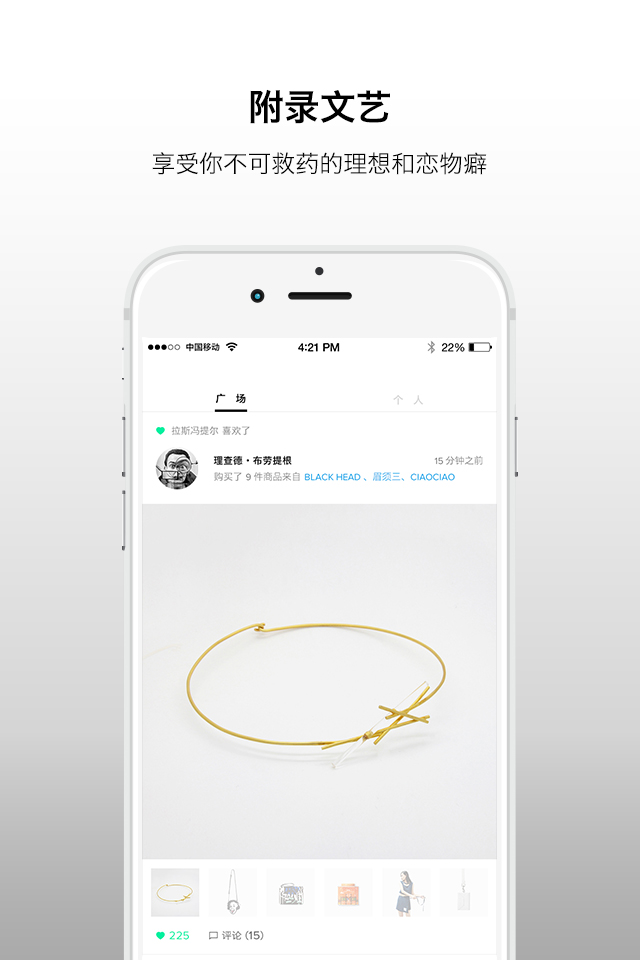 附录文艺
享受你不可救药的理想和恋物癖
中国移动 4:21 PM 22%
广 场 个 人
拉斯冯提尔 喜欢了
理查德·布劳提根 15 分钟之前
购买了 9 件商品来自 BLACK HEAD 、眉须三、CIAOCIAO
225 评论 (15)